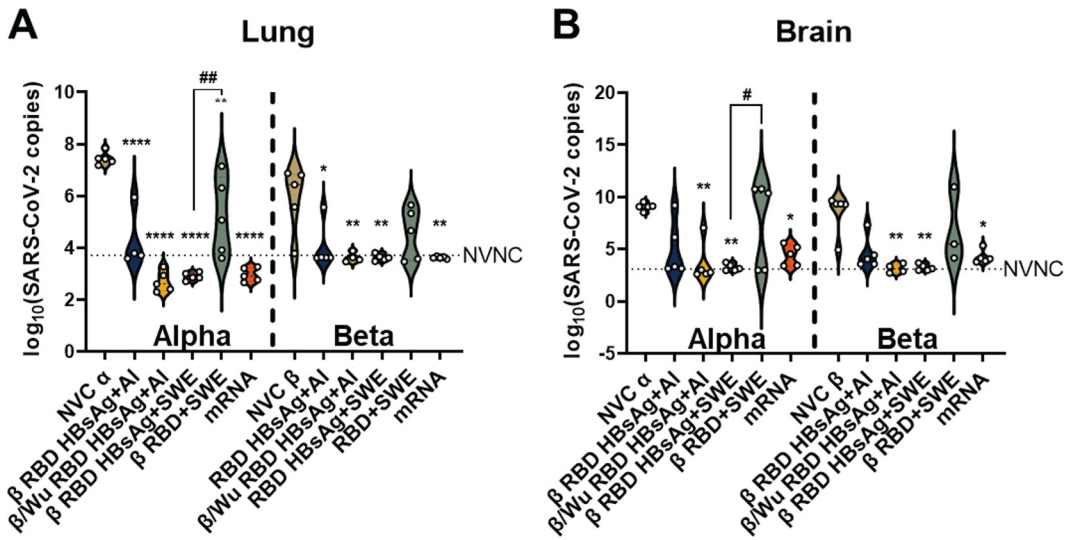 A
Lung
log10(SARS-CoV-2 copies)
10
8
6
4
2
0
##
**
****
****
****
****
*
**
**
**
NVNC
Alpha
Beta
NVC α
β RBD HBsAg+Al
β/Wu RBD HBsAg+Al
β RBD HBsAg+SWE
β RBD+SWE
mRNA
NVC β
RBD HBsAg+Al
β/Wu RBD HBsAg+Al
RBD HBsAg+SWE
RBD+SWE
mRNA
B
Brain
log10(SARS-CoV-2 copies)
20
15
10
5
0
-5
#
**
**
*
**
**
*
NVNC
Alpha
Beta
NVC α
β RBD HBsAg+Al
β/Wu RBD HBsAg+Al
β RBD HBsAg+SWE
β RBD+SWE
mRNA
NVC β
β RBD HBsAg+Al
β/Wu RBD HBsAg+Al
β RBD HBsAg+SWE
β RBD+SWE
mRNA